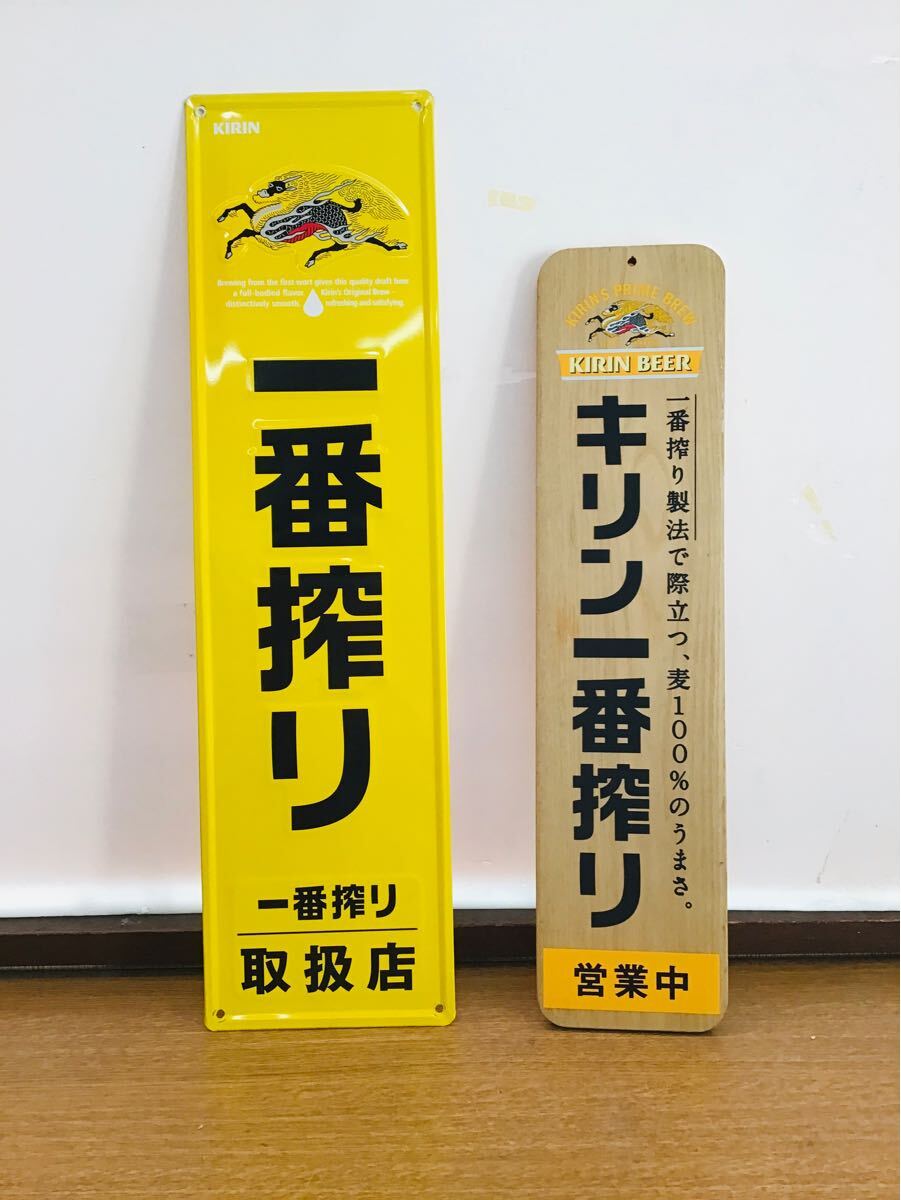 KIRIN
Brewing from the first wort gives this quality draft beer
a full-bodied flavor. Kirin's Original Brew –
distinctively smooth, refreshing and satisfying.
一番搾り
一番搾り
取扱店
KIRIN'S PRIME BREW
KIRIN BEER
一番搾り製法で際立つ、麦100%のうまさ。
キリン一番搾り
営業中